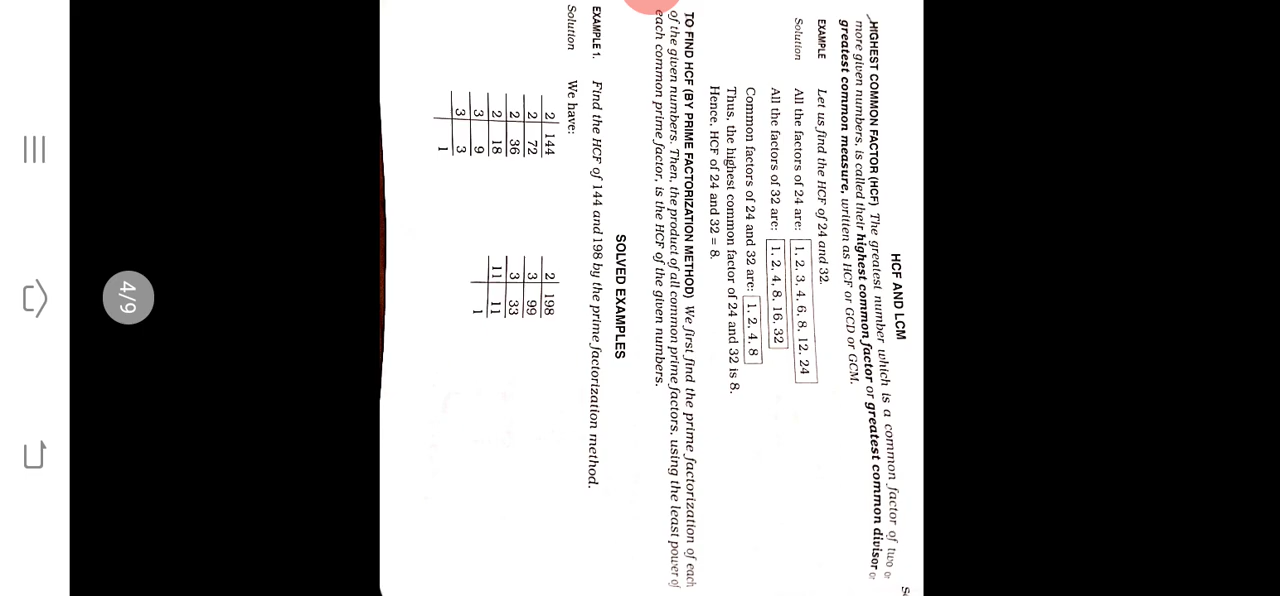 HCF AND LCM
HIGHEST COMMON FACTOR (HCF) The greatest number which is a common factor of two or
more given numbers, is called their highest common factor or greatest common divisor or
greatest common measure, written as HCF or GCD or GCM.
EXAMPLE Let us find the HCF of 24 and 32.
Solution All the factors of 24 are: 1, 2, 3, 4, 6, 8, 12, 24
All the factors of 32 are: 1, 2, 4, 8, 16, 32
Common factors of 24 and 32 are: 1, 2, 4, 8
Thus, the highest common factor of 24 and 32 is 8.
Hence, HCF of 24 and 32 = 8.
TO FIND HCF (BY PRIME FACTORIZATION METHOD) We first find the prime factorization of each
of the given numbers. Then, the product of all common prime factors, using the least power of
each common prime factor, is the HCF of the given numbers.
SOLVED EXAMPLES
EXAMPLE 1. Find the HCF of 144 and 198 by the prime factorization method.
Solution We have:
2 144 2 198
2 72 3 99
2 36 3 33
2 18 11 11
3 9 1
3 3
1
4/9